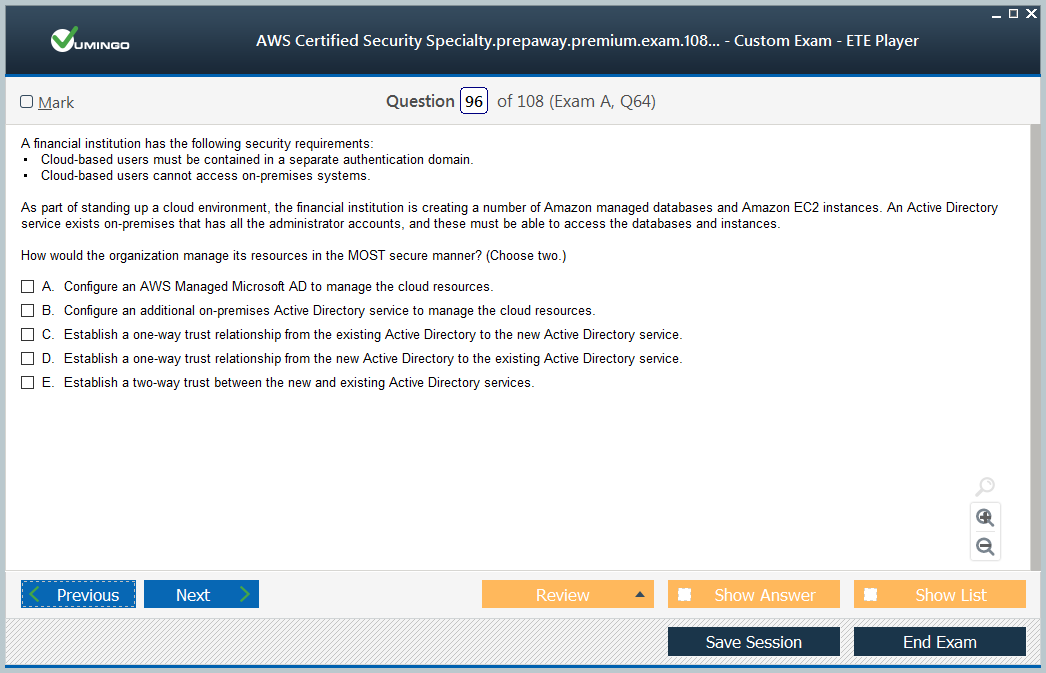 VUMINGO
AWS Certified Security Specialty.prepaway.premium.exam.108... - Custom Exam - ETE Player
Mark
Question 96 of 108 (Exam A, Q64)
A financial institution has the following security requirements:
• Cloud-based users must be contained in a separate authentication domain.
• Cloud-based users cannot access on-premises systems.
As part of standing up a cloud environment, the financial institution is creating a number of Amazon managed databases and Amazon EC2 instances. An Active Directory
service exists on-premises that has all the administrator accounts, and these must be able to access the databases and instances.
How would the organization manage its resources in the MOST secure manner? (Choose two.)
A. Configure an AWS Managed Microsoft AD to manage the cloud resources.
B. Configure an additional on-premises Active Directory service to manage the cloud resources.
C. Establish a one-way trust relationship from the existing Active Directory to the new Active Directory service.
D. Establish a one-way trust relationship from the new Active Directory to the existing Active Directory service.
E. Establish a two-way trust between the new and existing Active Directory services.
Previous
Next
Review
Show Answer
Show List
Save Session
End Exam